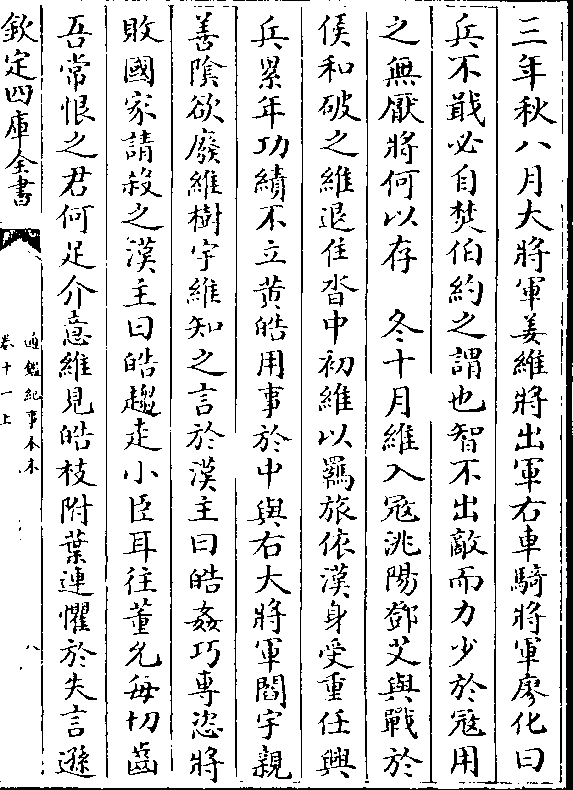 三年秋八月大將軍姜維將出軍右車騎將軍廖化曰
兵不戢必自焚伯約之謂也智不出敵而力少於寇用
之無厭將何以存　冬十月維入寇洮陽鄧艾與戰於
侯和破之維退住沓中初維以羈旅依漢身受重任興
兵累年功績不立黄皓用事於中與右大將軍閻宇親
善陰欲廢維樹宇維知之言於漢主曰皓姦巧専恣將
敗國家請殺之漢主曰皓趨走小臣耳往董允每切齒
吾常恨之君何足介意維見皓枝附葉連懼於失言遜
欽定四庫全書
通鑑紀事本末
卷十一上
八